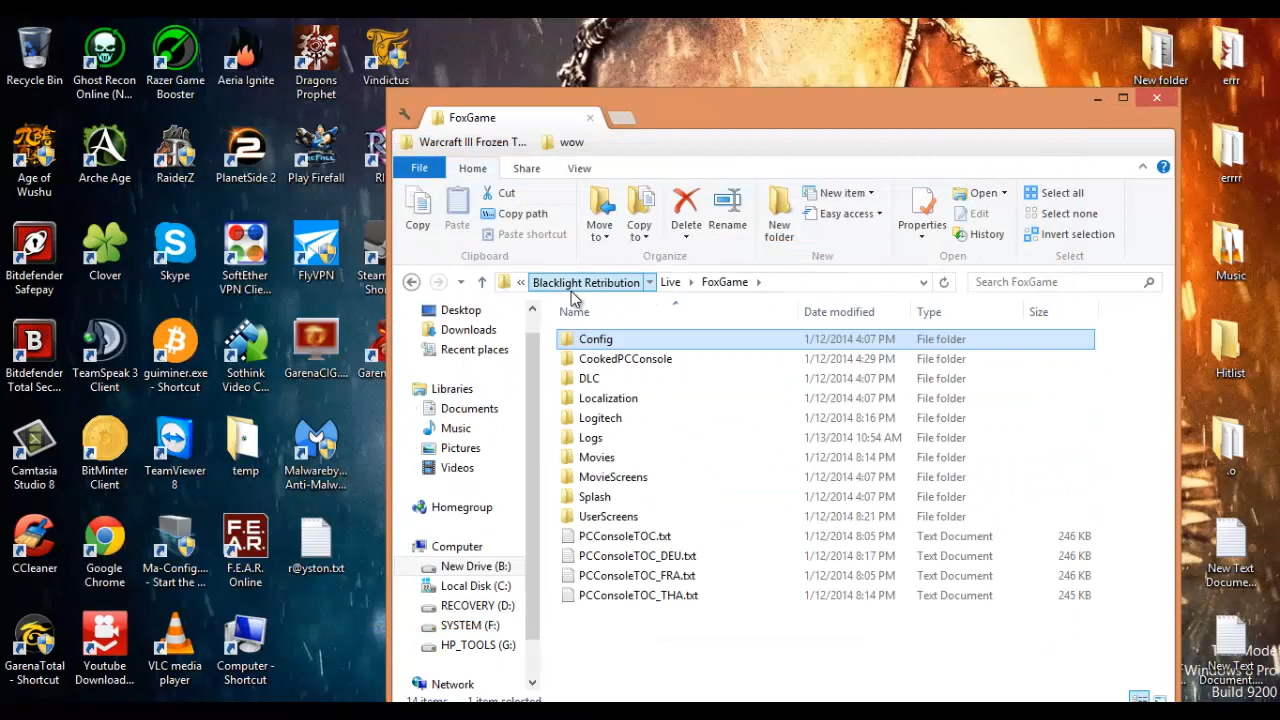 Recycle Bin
Ghost Recon
Online (N...
Razer Game
Booster
Aeria Ignite
Dragons
Prophet
Vindictus
New folder
errr
Age of
Wushu
Arche Age
RaiderZ
PlanetSide 2
Play Firefall
errrr
Bitdefender
Safepay
Clover
Skype
SoftEther
VPN Clie...
FlyVPN
Music
Bitdefender
Total Sec...
TeamSpeak 3
Client
guiminer.exe
- Shortcut
Sothink
Video C...
GarenaCIG....
Hitlist
Camtasia
Studio 8
BitMinter
Client
TeamViewer
8
temp
Malwareby...
Anti-Malw...
.o
CCleaner
Google
Chrome
Ma-Config....
- Start the ...
F.E.A.R.
F.E.A.R.
Online
r@yston.txt
New Text
Docume...
GarenaTotal
- Shortcut
Youtube
Download...
VLC media
player
Computer -
Shortcut
New Text
Document....
Build 9200
FoxGame
Warcraft III Frozen T...
wow
File
Home
Share
View
Copy
Paste
Cut
Copy path
Paste shortcut
Move
to
Copy
to
Delete
Rename
New
folder
New item
Easy access
Properties
Open
Edit
History
Select all
Select none
Invert selection
Clipboard
Organize
New
Open
Select
« Blacklight Retribution Live FoxGame
Search FoxGame
Desktop
Downloads
Recent places
Libraries
Documents
Music
Pictures
Videos
Homegroup
Computer
New Drive (B:)
Local Disk (C:)
RECOVERY (D:)
SYSTEM (F:)
HP_TOOLS (G:)
Network
Name Date modified Type Size
Config 1/12/2014 4:07 PM File folder
CookedPCConsole 1/12/2014 4:29 PM File folder
DLC 1/12/2014 4:07 PM File folder
Localization 1/12/2014 4:07 PM File folder
Logitech 1/12/2014 8:16 PM File folder
Logs 1/13/2014 10:54 AM File folder
Movies 1/12/2014 8:14 PM File folder
MovieScreens 1/12/2014 4:07 PM File folder
Splash 1/12/2014 4:07 PM File folder
UserScreens 1/12/2014 8:21 PM File folder
PCConsoleTOC.txt 1/12/2014 8:05 PM Text Document 246 KB
PCConsoleTOC_DEU.txt 1/12/2014 8:17 PM Text Document 246 KB
PCConsoleTOC_FRA.txt 1/12/2014 8:05 PM Text Document 246 KB
PCConsoleTOC_THA.txt 1/12/2014 8:14 PM Text Document 245 KB
14 items 1 item selected